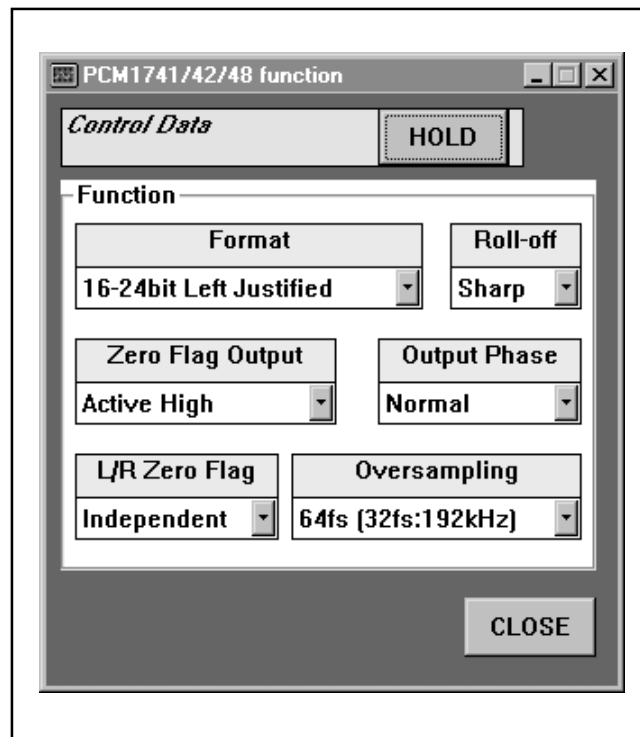 PCM1741/42/48 function
Control Data
HOLD
Function
Format
Roll-off
16-24bit Left Justified
Sharp
Zero Flag Output
Output Phase
Active High
Normal
L/R Zero Flag
Oversampling
Independent
64fs (32fs:192kHz)
CLOSE